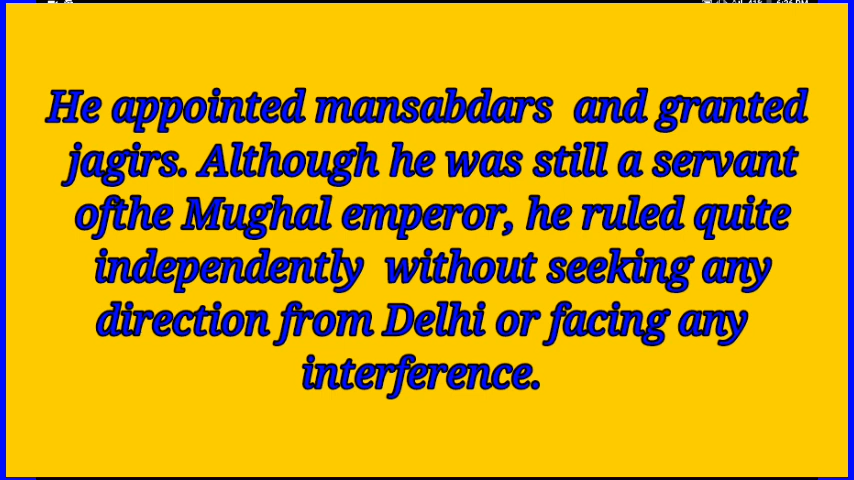 He appointed mansabdars and granted
jagirs. Although he was still a servant
ofthe Mughal emperor, he ruled quite
independently without seeking any
direction from Delhi or facing any
interference.